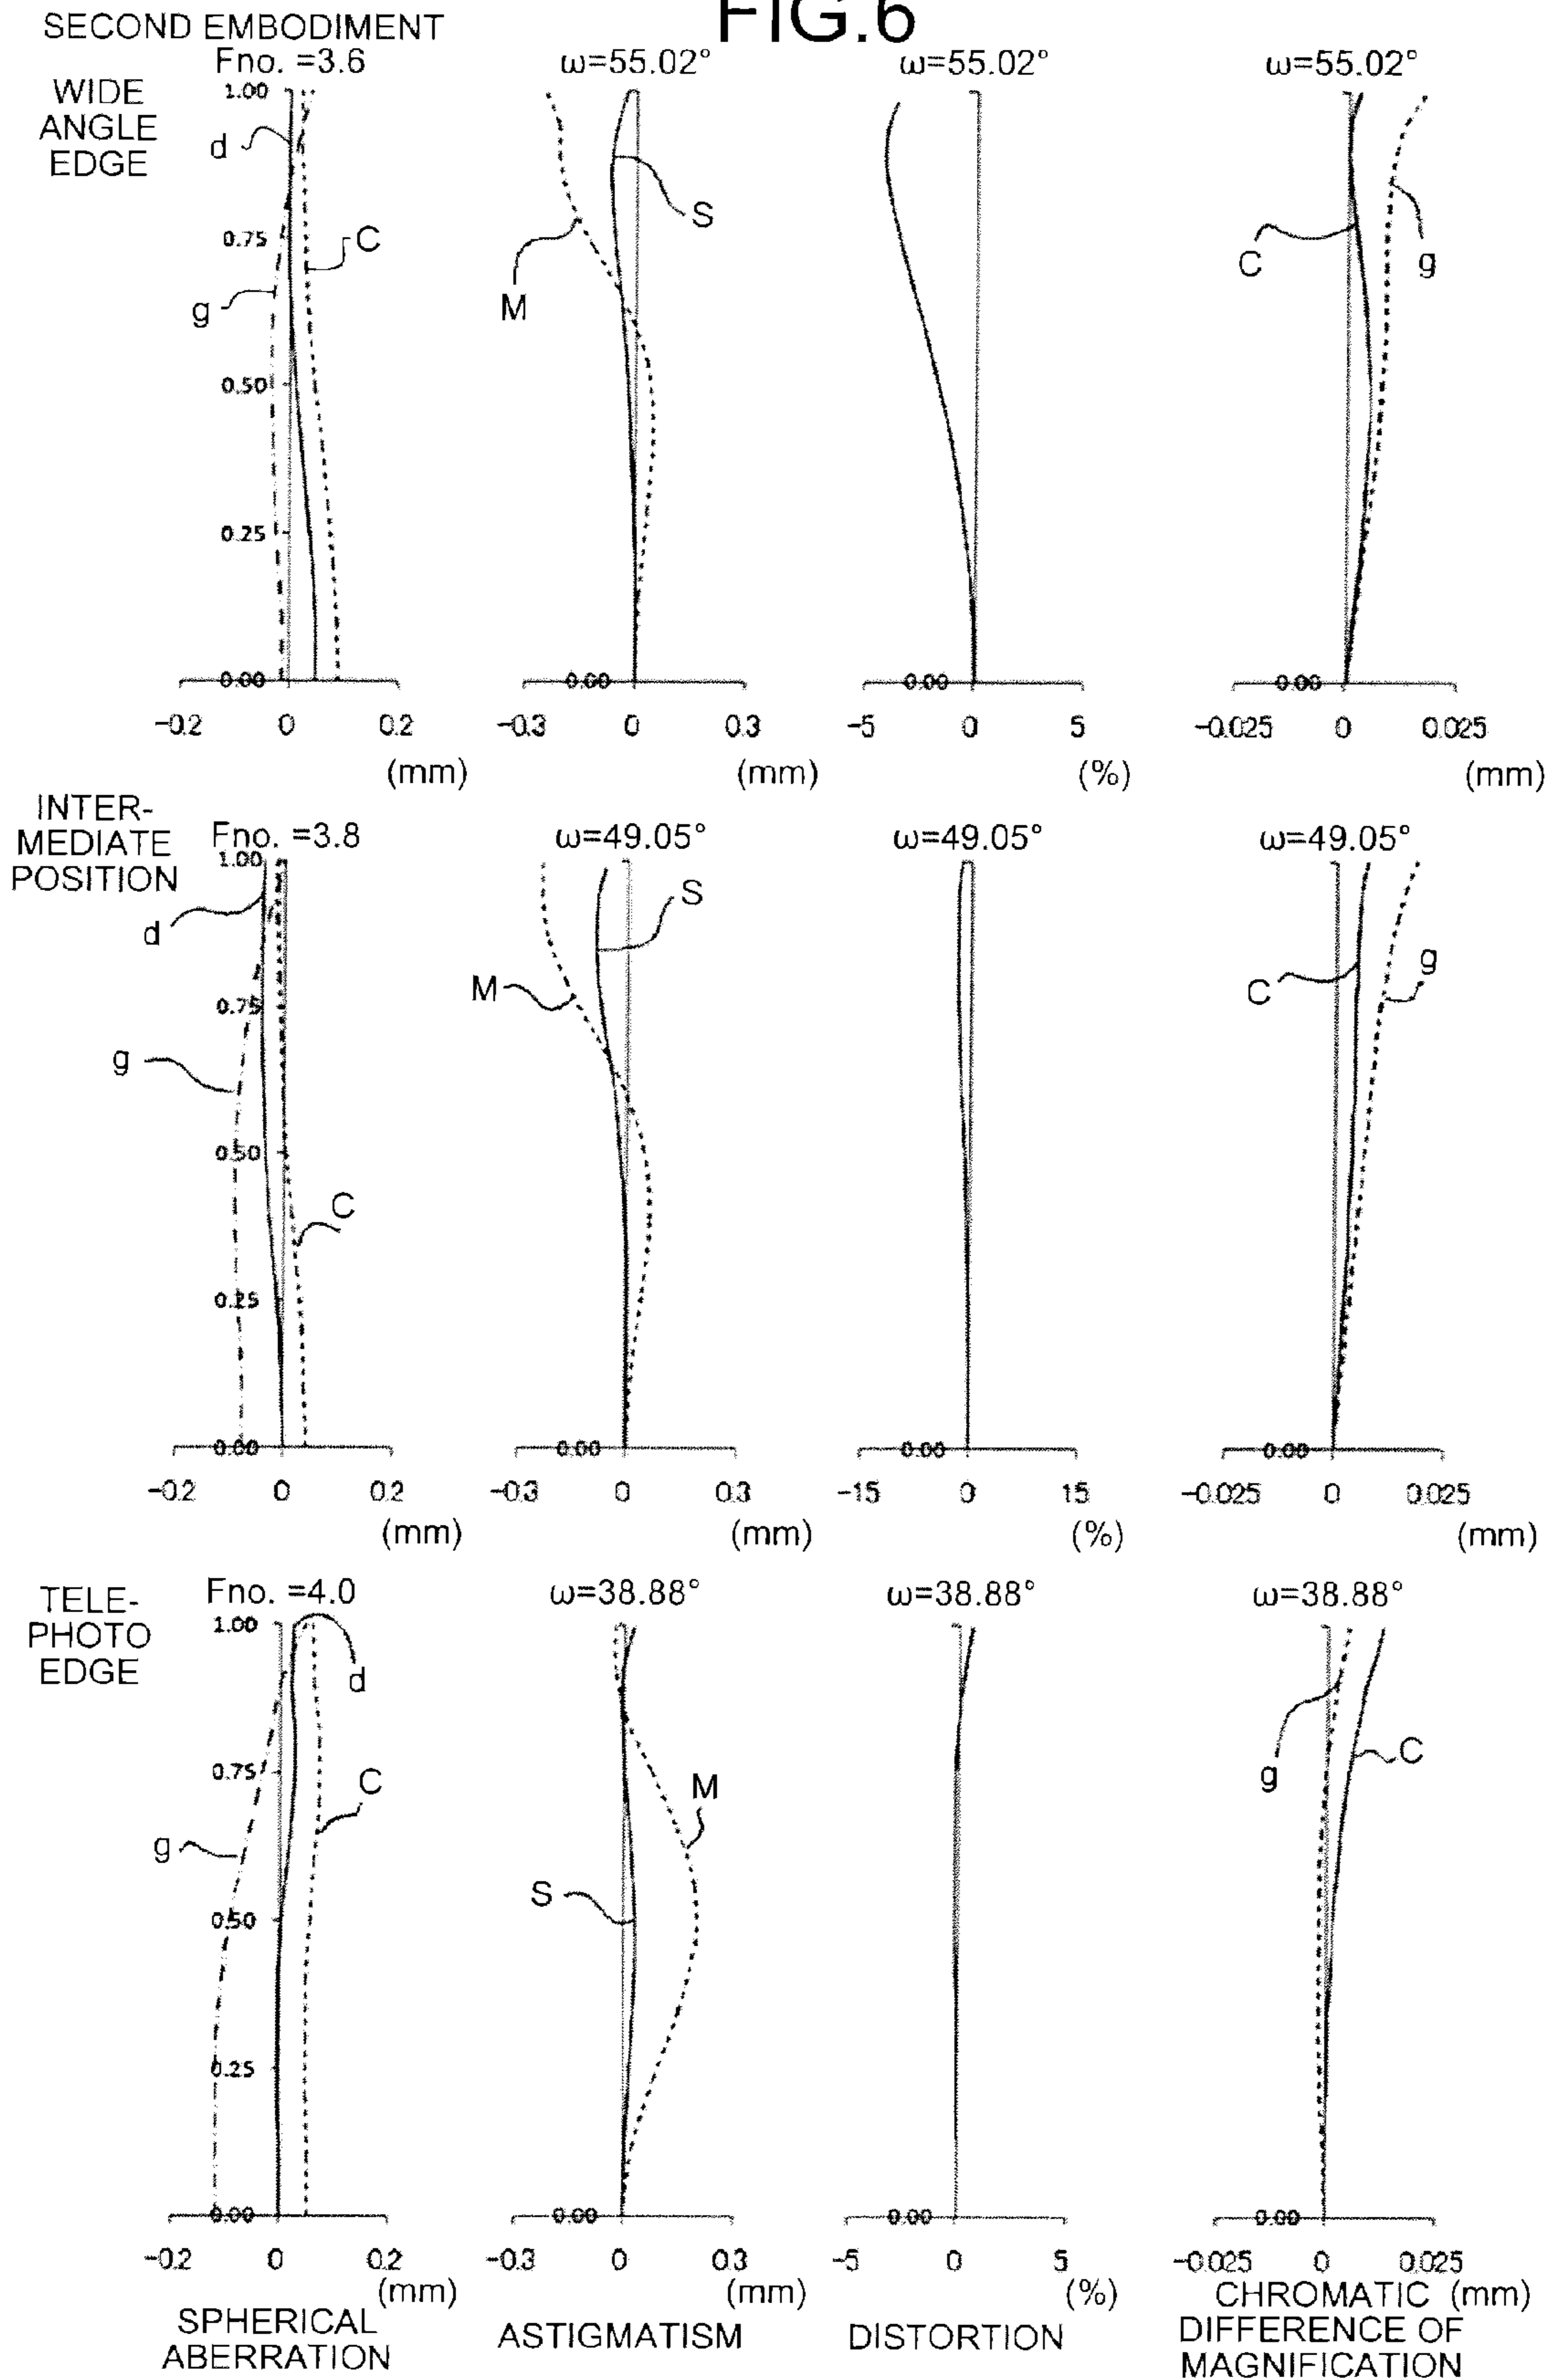 FIG.6
SECOND EMBODIMENT
WIDE
ANGLE
EDGE
Fno. =3.6
ω=55.02°
ω=55.02°
ω=55.02°
1.00
0.75
0.50
0.25
0.00
0.00
0.00
0.00
d
C
g
S
M
C
g
−0.2 0 0.2
(mm)
−0.3 0 0.3
(mm)
−5 0 5
(%)
−0.025 0 0.025
(mm)
INTER-
MEDIATE
POSITION
Fno. =3.8
ω=49.05°
ω=49.05°
ω=49.05°
1.00
0.75
0.50
0.25
0.00
0.00
0.00
0.00
d
g
C
S
M
C
g
−0.2 0 0.2
(mm)
−0.3 0 0.3
(mm)
−15 0 15
(%)
−0.025 0 0.025
(mm)
TELE-
PHOTO
EDGE
Fno. =4.0
ω=38.88°
ω=38.88°
ω=38.88°
1.00
0.75
0.50
0.25
0.00
0.00
0.00
0.00
d
C
g
M
S
g
C
−0.2 0 0.2
(mm)
−0.3 0 0.3
(mm)
−5 0 5
(%)
−0.025 0 0.025
(mm)
SPHERICAL
ABERRATION
ASTIGMATISM
DISTORTION
CHROMATIC
DIFFERENCE OF
MAGNIFICATION